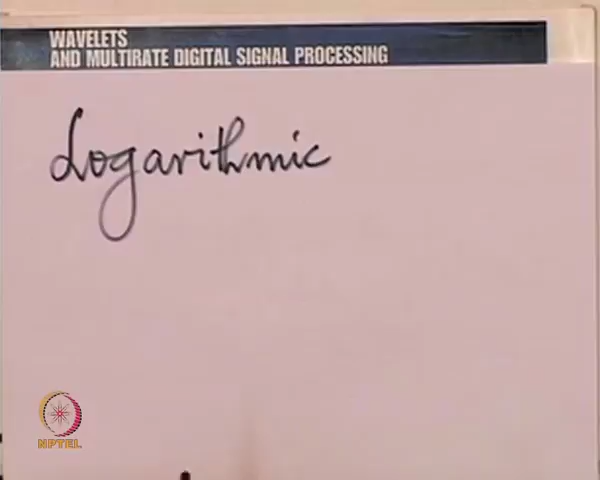 WAVELETS
AND MULTIRATE DIGITAL SIGNAL PROCESSING
Logarithmic
NPTEL